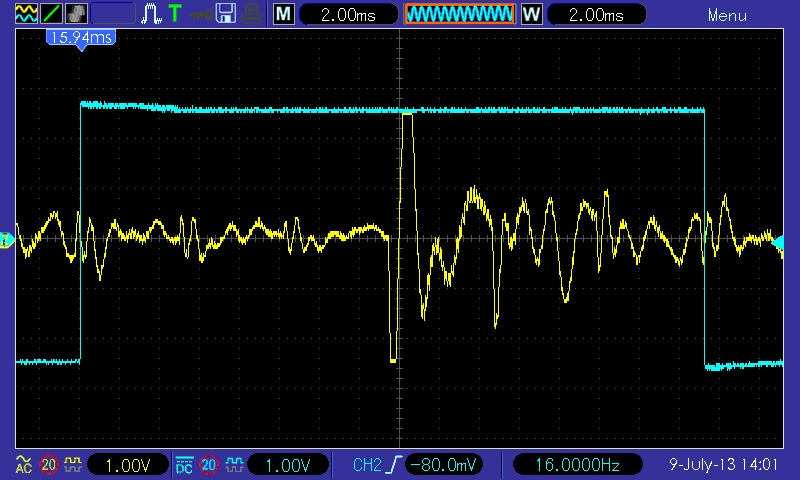 T M 2.00ms W 2.00ms Menu
15.94ms
AC 20 1.00V DC 20 1.00V CH2 -80.0mV 16.0000Hz 9-July-13 14:01